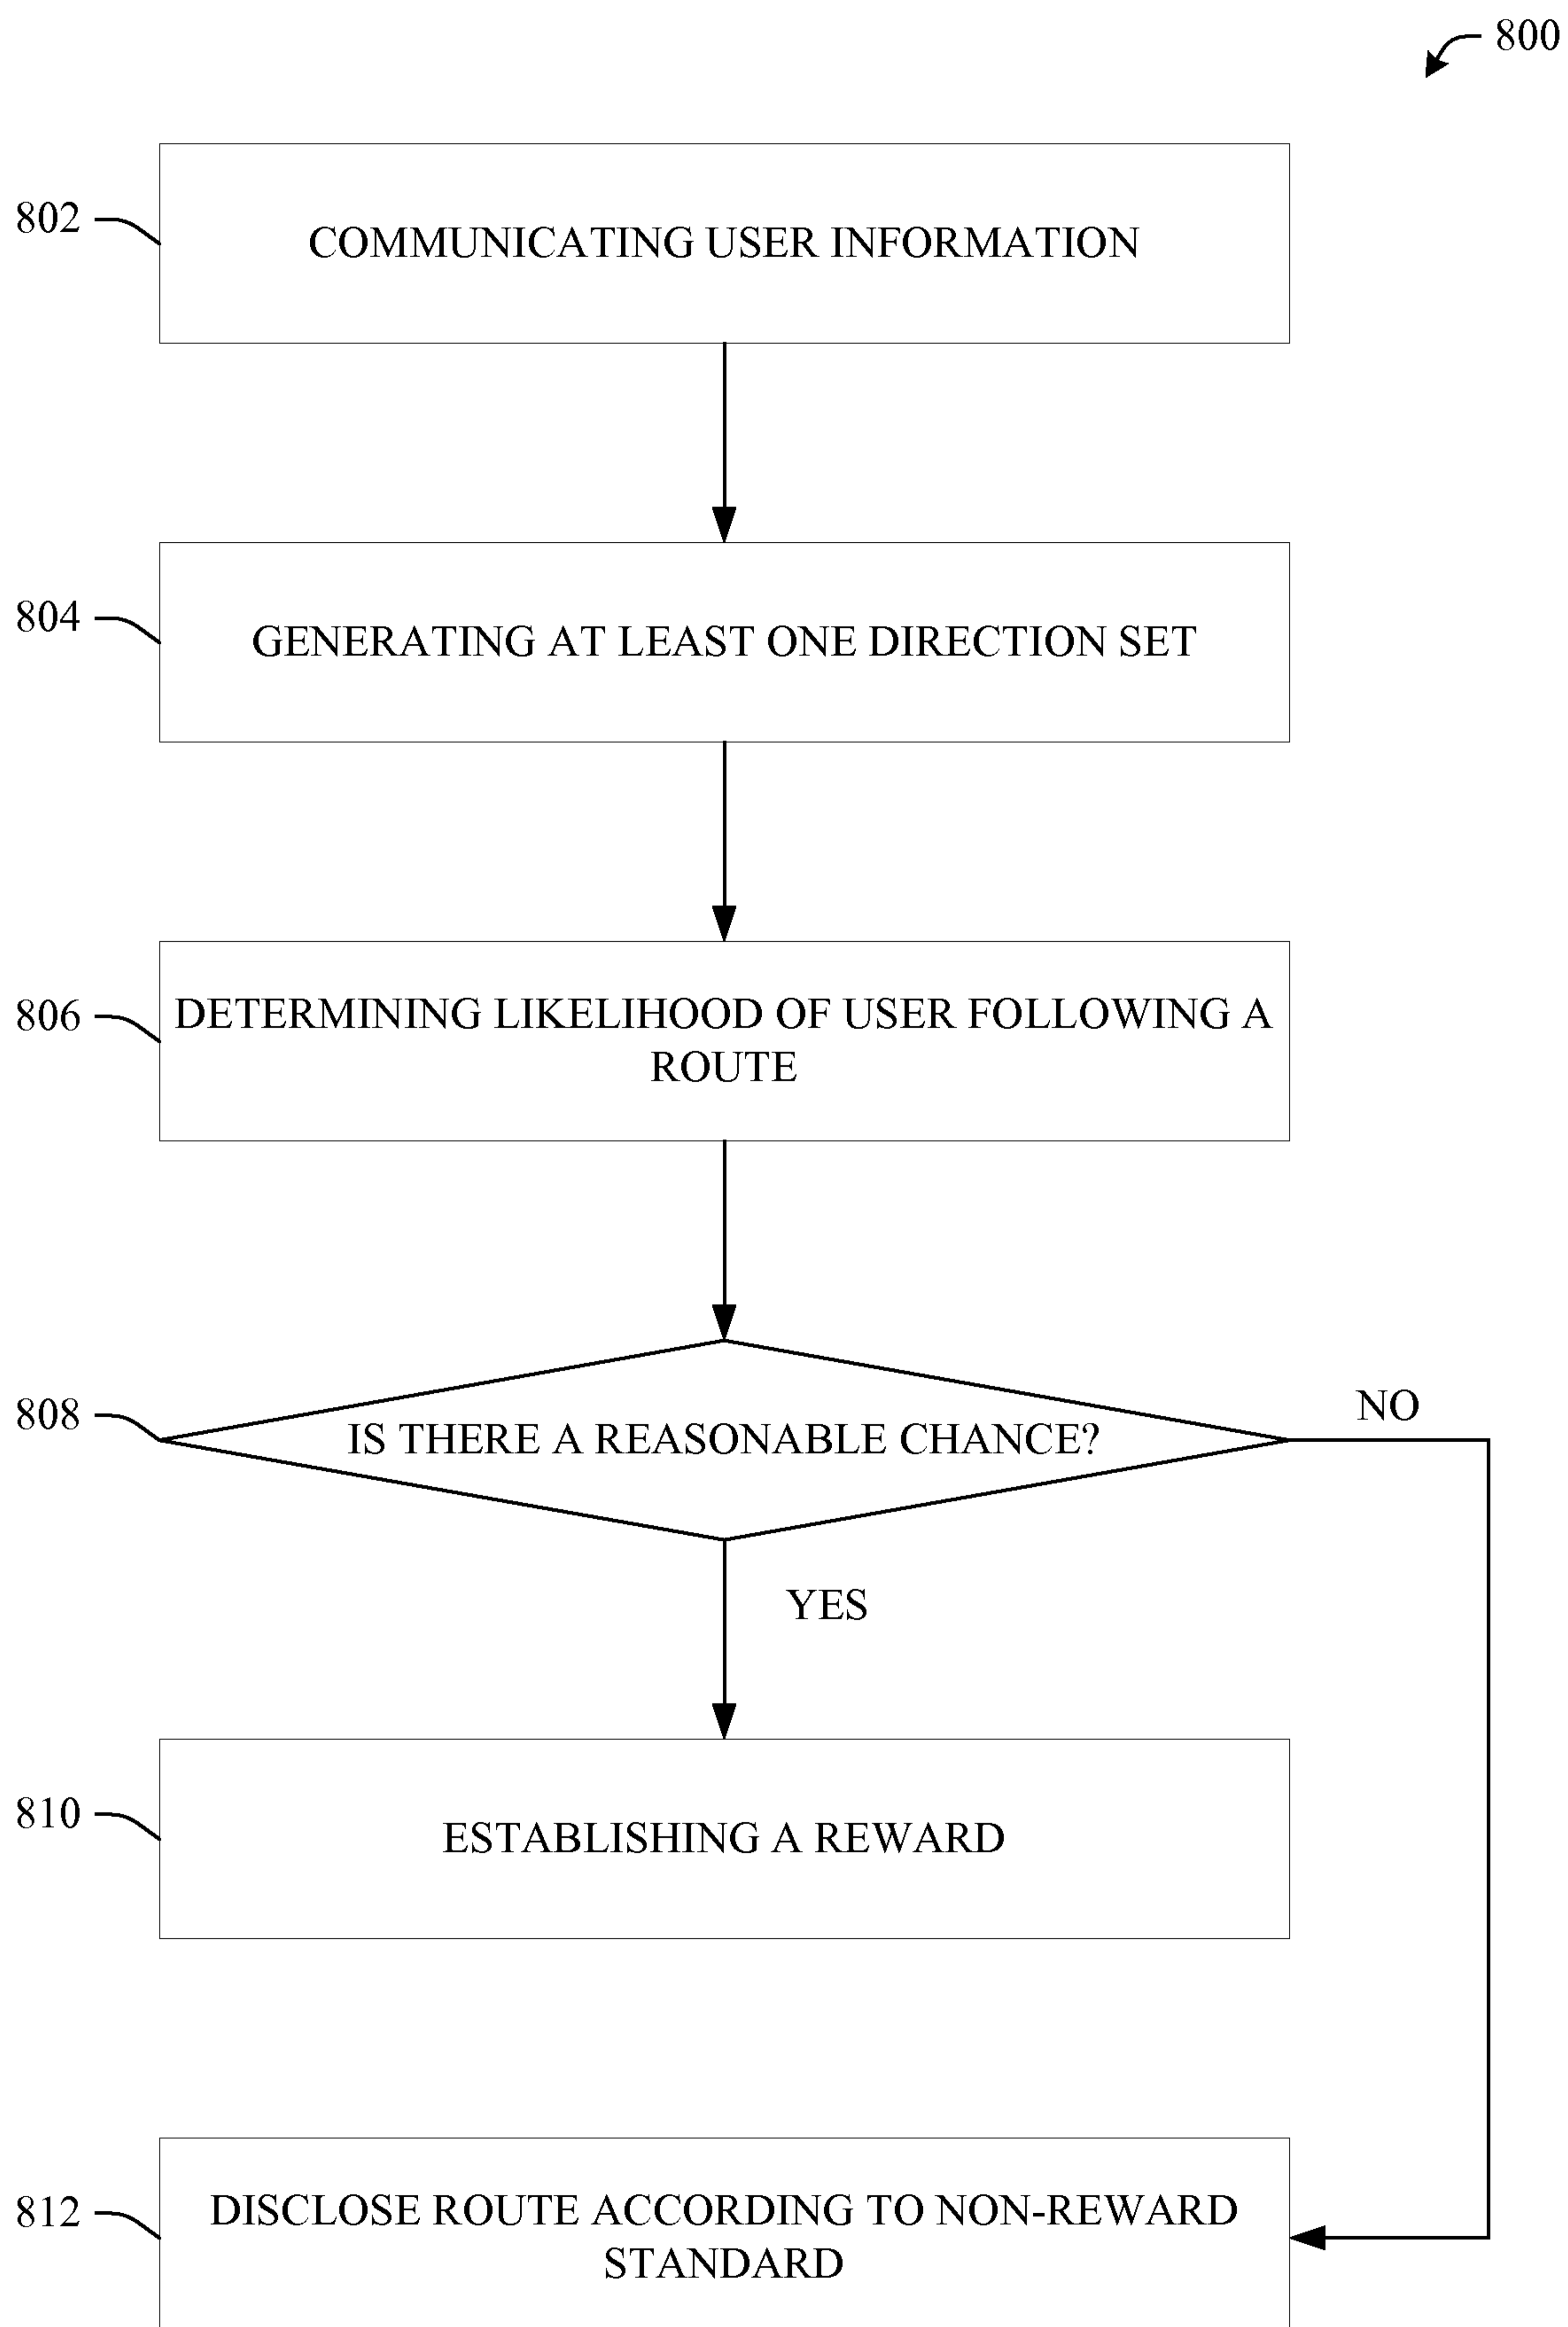 800
802
COMMUNICATING USER INFORMATION
804
GENERATING AT LEAST ONE DIRECTION SET
806
DETERMINING LIKELIHOOD OF USER FOLLOWING A
ROUTE
808
IS THERE A REASONABLE CHANCE?
NO
YES
810
ESTABLISHING A REWARD
812
DISCLOSE ROUTE ACCORDING TO NON-REWARD
STANDARD